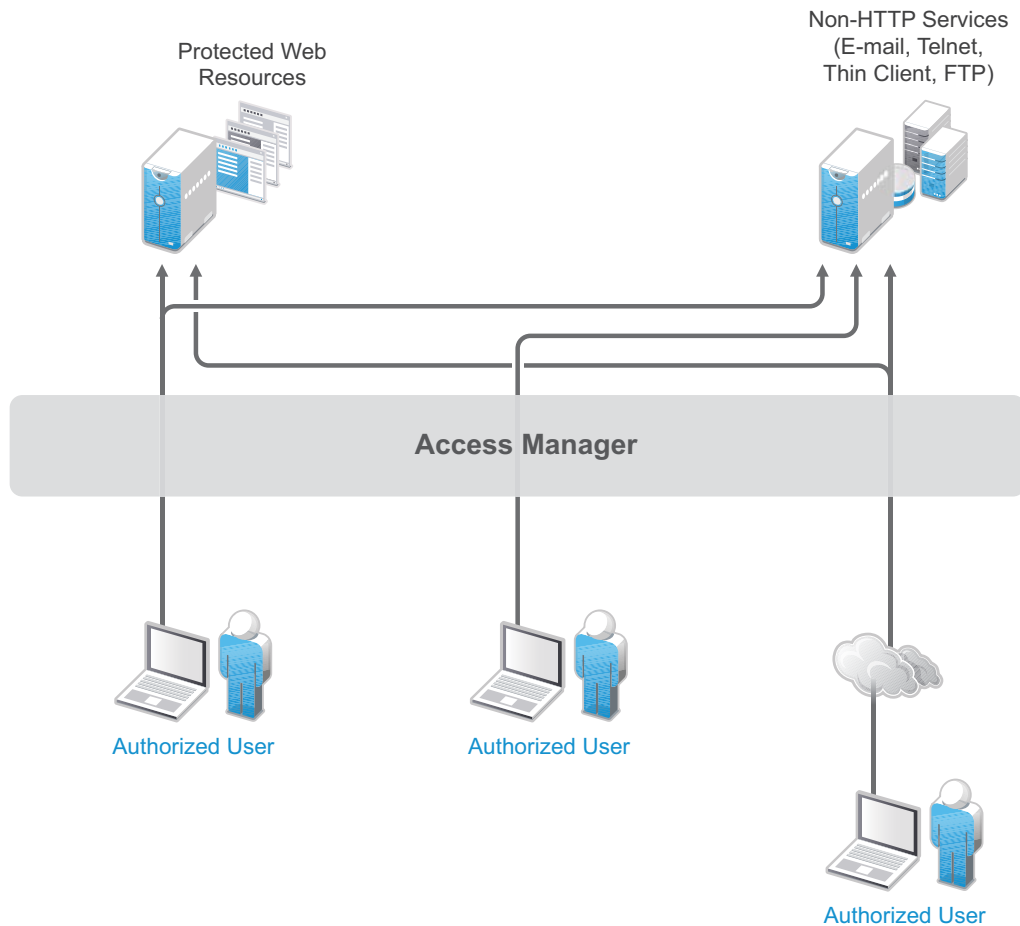 Protected Web
Resources
Non-HTTP Services
(E-mail, Telnet,
Thin Client, FTP)
Access Manager
Authorized User
Authorized User
Authorized User